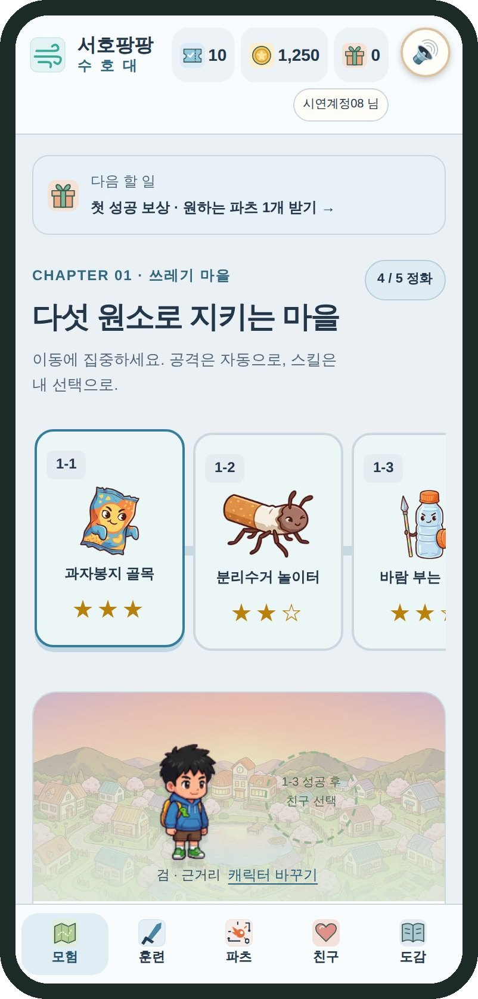 서호팡팡
수 호 대
10
1,250
0
시연계정08 님
다음 할 일
첫 성공 보상 · 원하는 파츠 1개 받기 →
CHAPTER 01 · 쓰레기 마을
4 / 5 정화
다섯 원소로 지키는 마을
이동에 집중하세요. 공격은 자동으로, 스킬은
내 선택으로.
1-1
과자봉지 골목
★★★
1-2
분리수거 놀이터
★★☆
1-3
바람 부는
★★
1-3 성공 후
친구 선택
검 · 근거리 캐릭터 바꾸기
모험
훈련
파츠
친구
도감